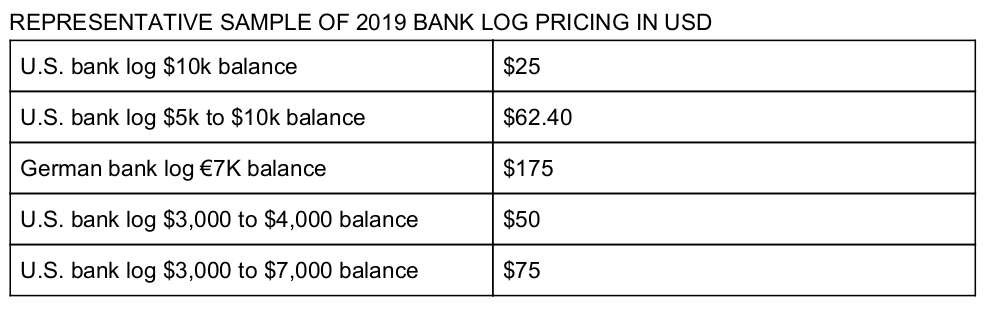 REPRESENTATIVE SAMPLE OF 2019 BANK LOG PRICING IN USD
U.S. bank log $10k balance $25
U.S. bank log $5k to $10k balance $62.40
German bank log €7K balance $175
U.S. bank log $3,000 to $4,000 balance $50
U.S. bank log $3,000 to $7,000 balance $75